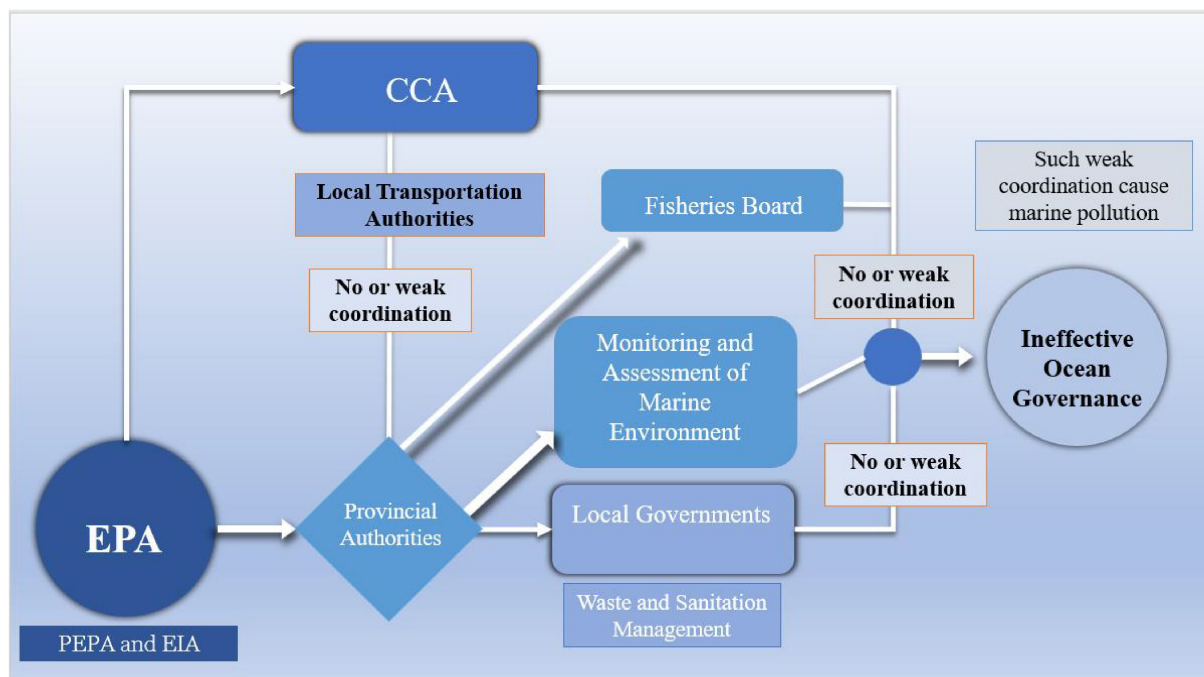 CCA
Local Transportation
Authorities
No or weak
coordination
Fisheries Board
Such weak
coordination cause
marine pollution
No or weak
coordination
Monitoring and
Assessment of
Marine
Environment
Ineffective
Ocean
Governance
No or weak
coordination
EPA
Provincial
Authorities
Local Governments
Waste and Sanitation
Management
PEPA and EIA